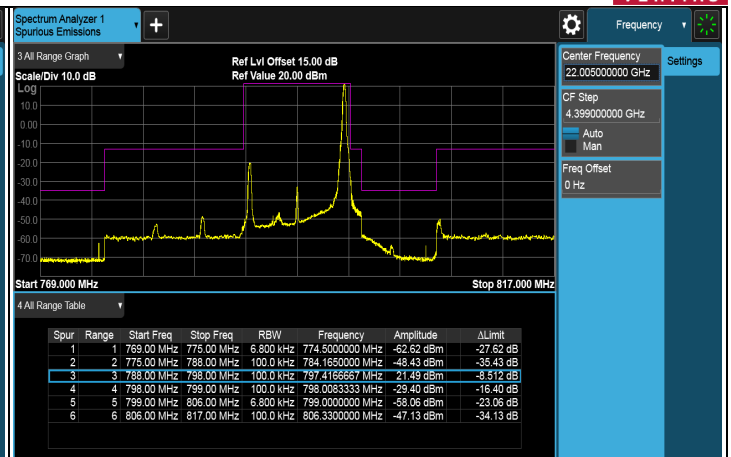 Spectrum Analyzer 1
Spurious Emissions
Frequency
3 All Range Graph
Ref Lvl Offset 15.00 dB
Scale/Div 10.0 dB
Ref Value 20.00 dBm
Log
10.0
0.00
-10.0
-20.0
-30.0
-40.0
-50.0
-60.0
-70.0
Start 769.000 MHz
Stop 817.000 MHz
Center Frequency
22.005000000 GHz
Settings
CF Step
4.399000000 GHz
Auto
Man
Freq Offset
0 Hz
4 All Range Table
Spur Range Start Freq Stop Freq RBW Frequency Amplitude ΔLimit
1 1 769.00 MHz 775.00 MHz 6.800 kHz 774.5000000 MHz -62.62 dBm -27.62 dB
2 2 775.00 MHz 788.00 MHz 100.0 kHz 784.1650000 MHz -48.43 dBm -35.43 dB
3 3 788.00 MHz 798.00 MHz 100.0 kHz 797.4166667 MHz 21.49 dBm -8.512 dB
4 4 798.00 MHz 799.00 MHz 100.0 kHz 798.0083333 MHz -29.40 dBm -16.40 dB
5 5 799.00 MHz 806.00 MHz 6.800 kHz 799.0000000 MHz -58.06 dBm -23.06 dB
6 6 806.00 MHz 817.00 MHz 100.0 kHz 806.3300000 MHz -47.13 dBm -34.13 dB